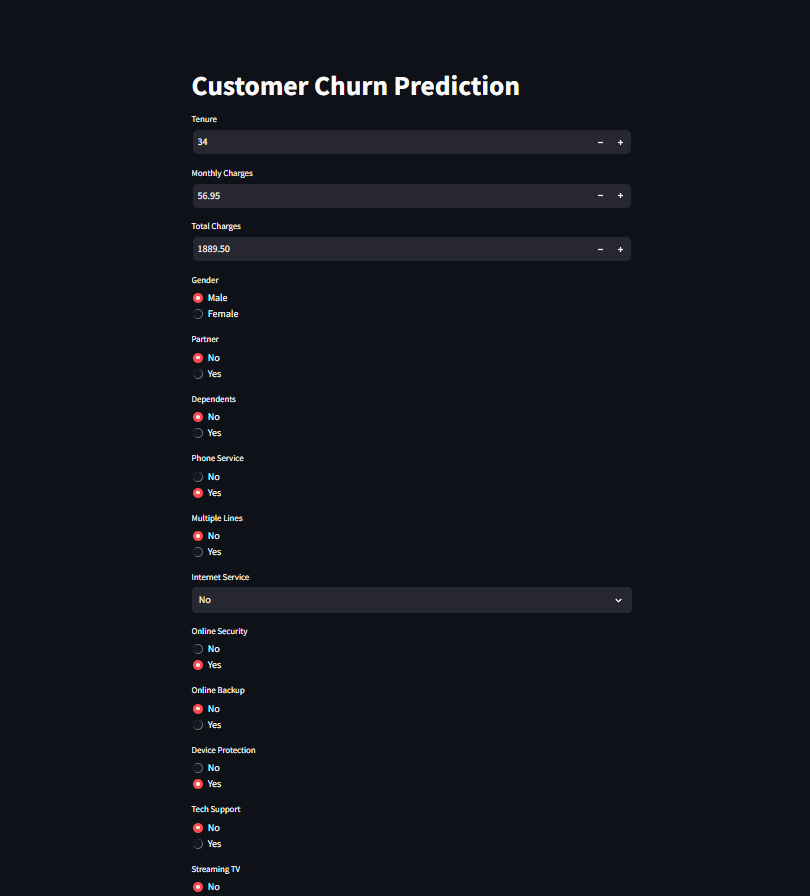 Customer Churn Prediction
Tenure
34
Monthly Charges
56.95
Total Charges
1889.50
Gender
Male
Female
Partner
No
Yes
Dependents
No
Yes
Phone Service
No
Yes
Multiple Lines
No
Yes
Internet Service
No
Online Security
No
Yes
Online Backup
No
Yes
Device Protection
No
Yes
Tech Support
No
Yes
Streaming TV
No